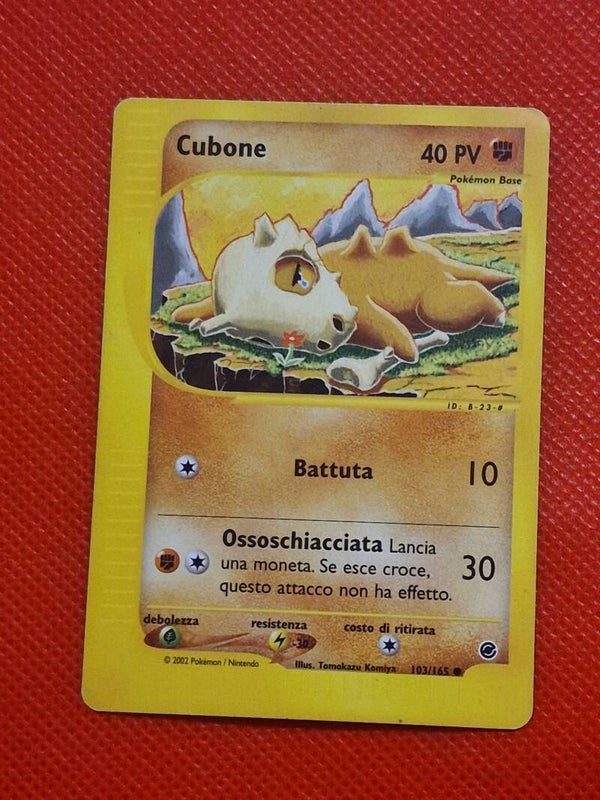 Cubone 40 PV
Pokémon Base
ID: B-23-#
Battuta 10
Ossoschiacciata Lancia
una moneta. Se esce croce,
questo attacco non ha effetto.
30
debolezza resistenza costo di ritirata
-30
© 2002 Pokémon / Nintendo Illus. Tomokazu Komiya 103/165